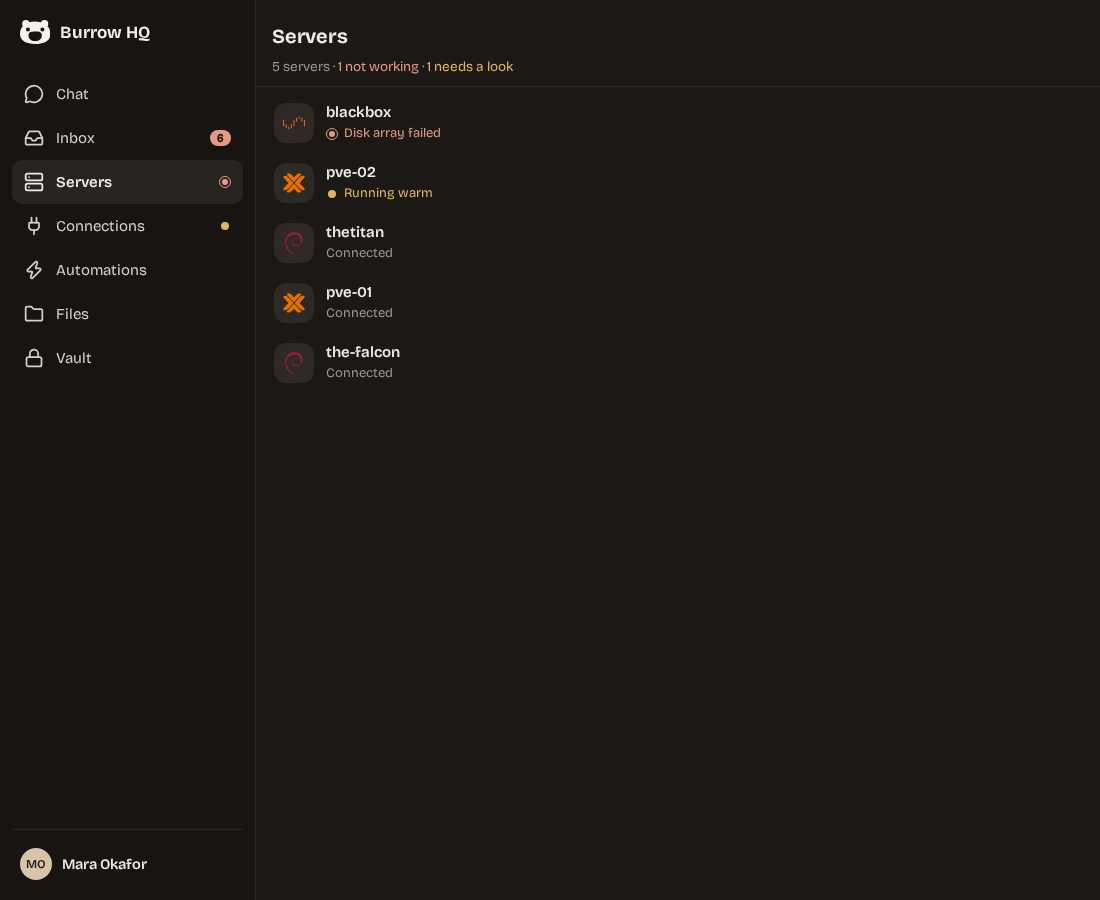 Burrow HQ
Chat
Inbox 6
Servers
Connections
Automations
Files
Vault
MO Mara Okafor
Servers
5 servers · 1 not working · 1 needs a look
blackbox
Disk array failed
pve-02
Running warm
thetitan
Connected
pve-01
Connected
the-falcon
Connected